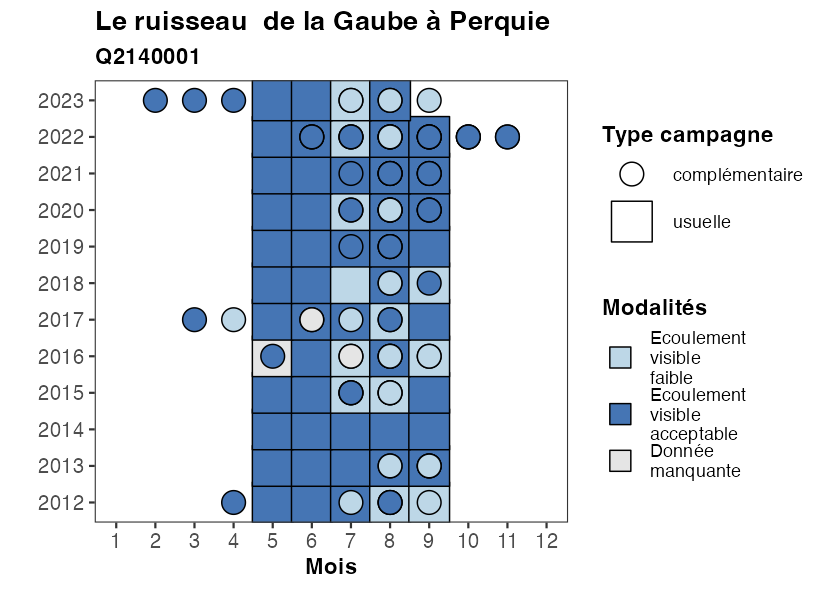 Le ruisseau  de la Gaube à Perquie
Q2140001
2023
2022
2021
2020
2019
2018
2017
2016
2015
2014
2013
2012
1 2 3 4 5 6 7 8 9 10 11 12
Mois
Type campagne
complémentaire
usuelle
Modalités
Ecoulement
visible
faible
Ecoulement
visible
acceptable
Donnée
manquante